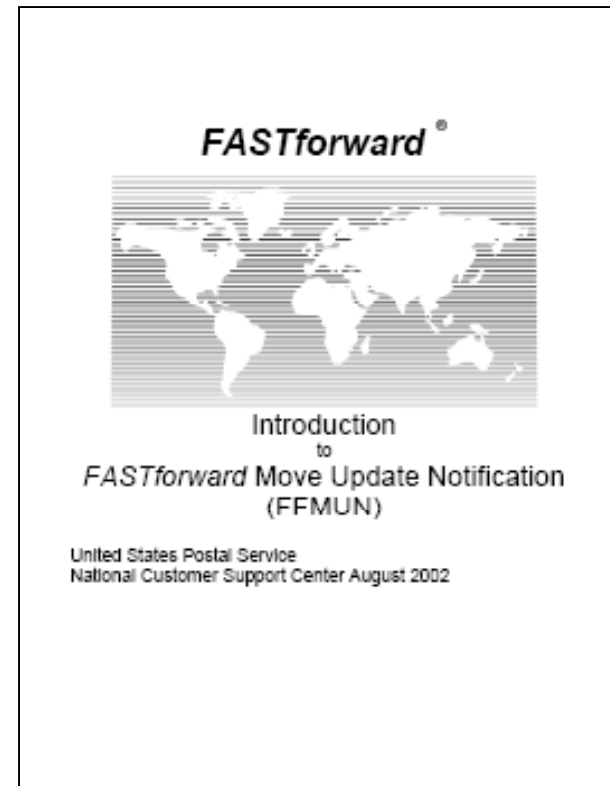 FASTforward ®
Introduction
to
FASTforward Move Update Notification
(FFMUN)
United States Postal Service
National Customer Support Center August 2002